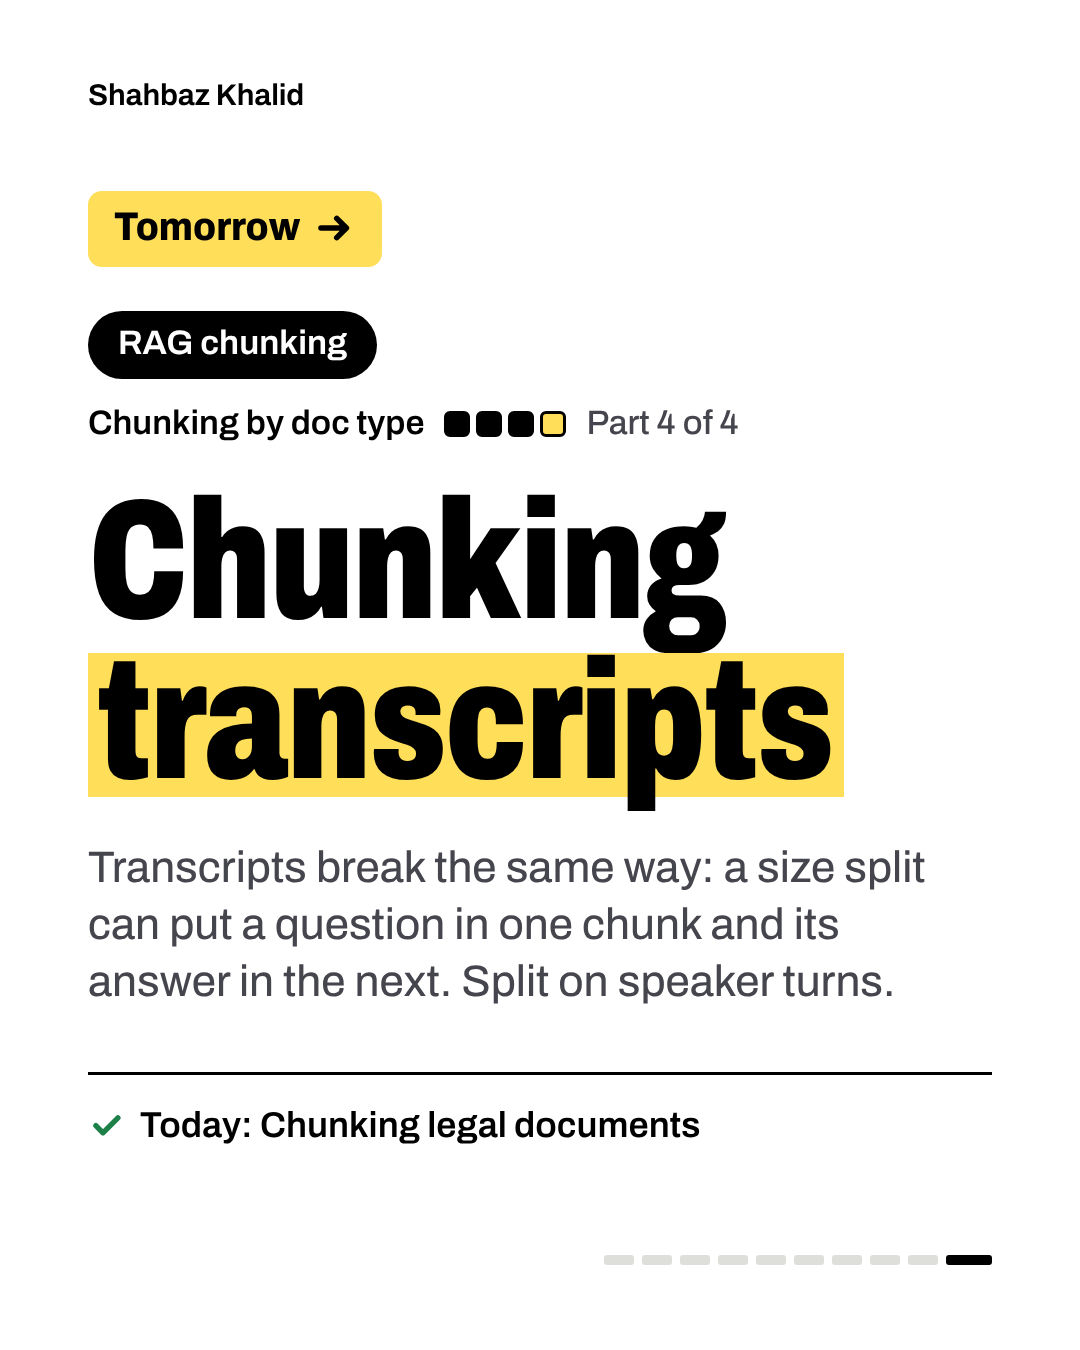 Shahbaz Khalid
Tomorrow →
RAG chunking
Chunking by doc type Part 4 of 4
Chunking
transcripts
Transcripts break the same way: a size split
can put a question in one chunk and its
answer in the next. Split on speaker turns.
Today: Chunking legal documents